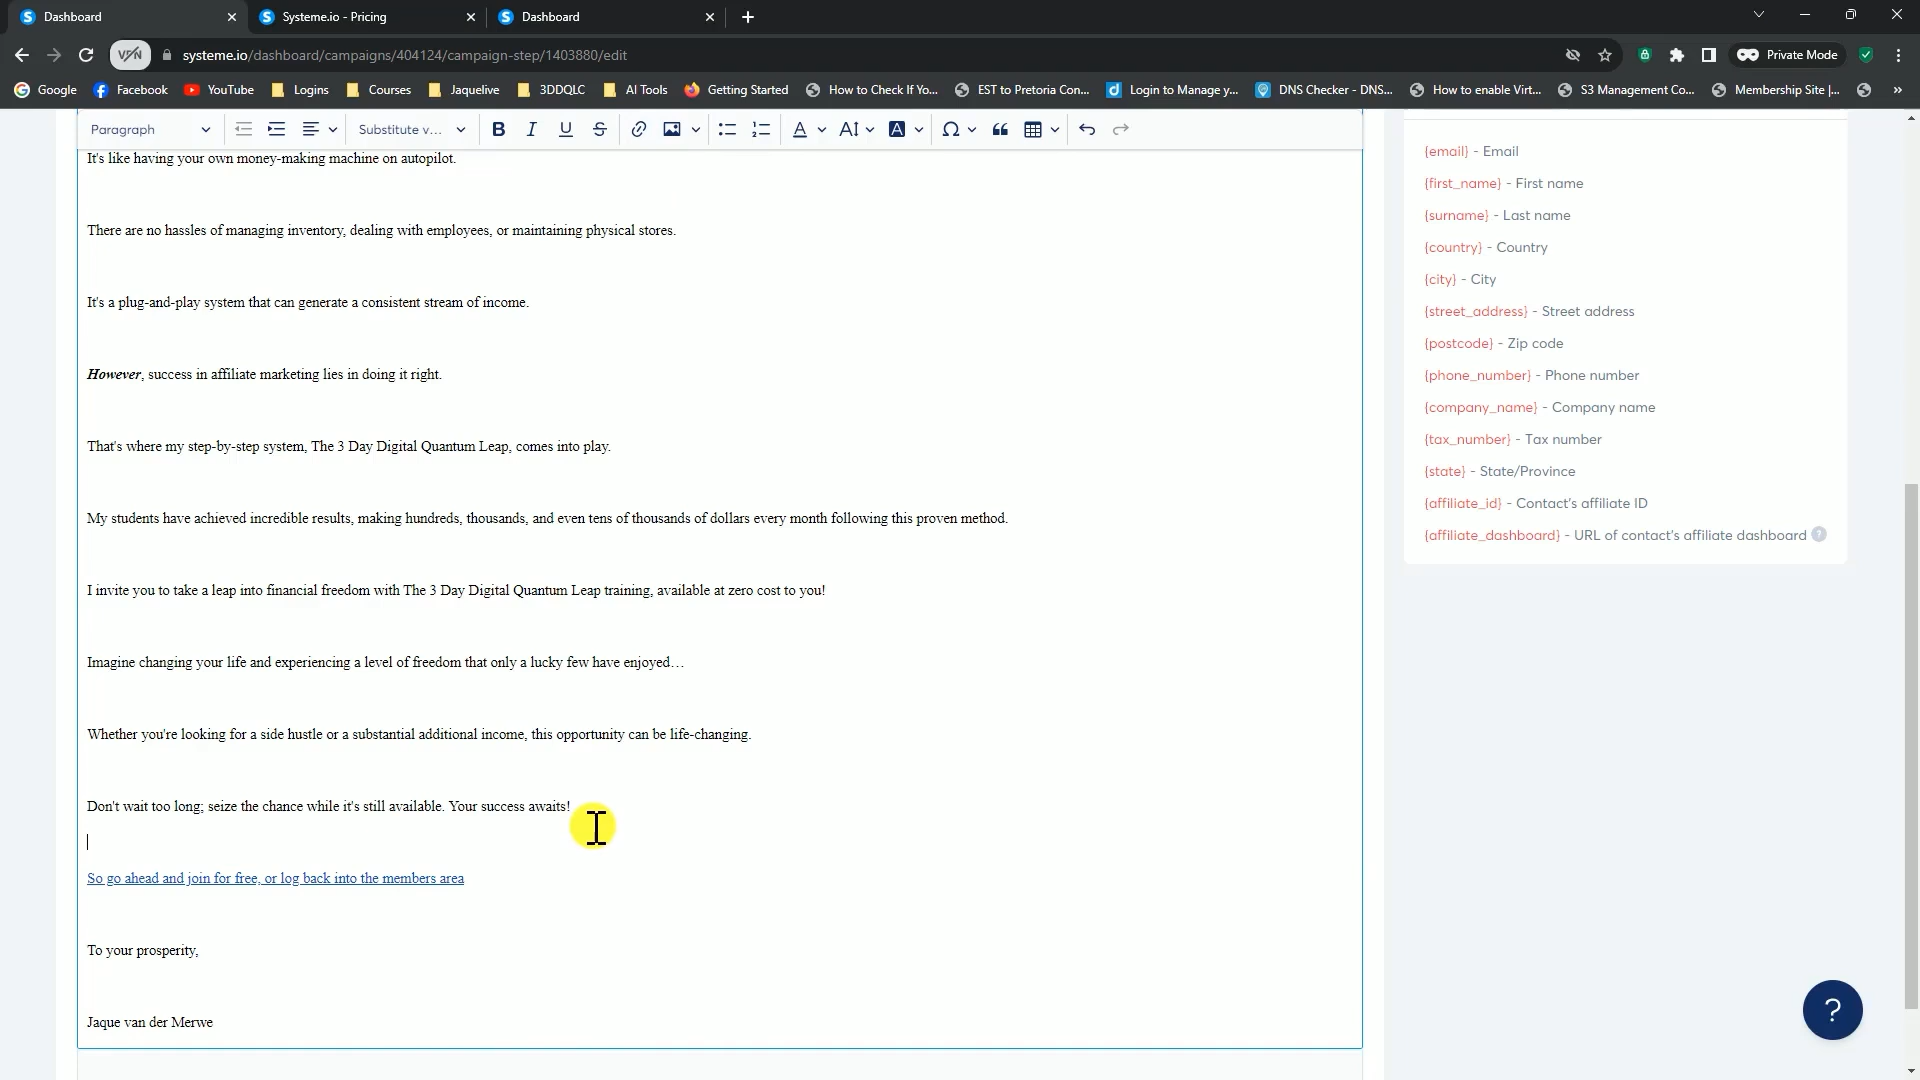 Dashboard
Systeme.io - Pricing
Dashboard
VPN
systeme.io/dashboard/campaigns/404124/campaign-step/1403880/edit
Private Mode
Google
Facebook
YouTube
Logins
Courses
Jaquelive
3DDQLC
AI Tools
Getting Started
How to Check If Yo...
EST to Pretoria Con...
Login to Manage y...
DNS Checker - DNS...
How to enable Virt...
S3 Management Co...
Membership Site |...
»
Paragraph
Substitute v...
B I U S A AI A Ω
It's like having your own money-making machine on autopilot.
There are no hassles of managing inventory, dealing with employees, or maintaining physical stores.
It's a plug-and-play system that can generate a consistent stream of income.
However, success in affiliate marketing lies in doing it right.
That's where my step-by-step system, The 3 Day Digital Quantum Leap, comes into play.
My students have achieved incredible results, making hundreds, thousands, and even tens of thousands of dollars every month following this proven method.
I invite you to take a leap into financial freedom with The 3 Day Digital Quantum Leap training, available at zero cost to you!
Imagine changing your life and experiencing a level of freedom that only a lucky few have enjoyed…
Whether you're looking for a side hustle or a substantial additional income, this opportunity can be life-changing.
Don't wait too long; seize the chance while it's still available. Your success awaits!
So go ahead and join for free, or log back into the members area
To your prosperity,
Jaque van der Merwe
{email} - Email
{first_name} - First name
{surname} - Last name
{country} - Country
{city} - City
{street_address} - Street address
{postcode} - Zip code
{phone_number} - Phone number
{company_name} - Company name
{tax_number} - Tax number
{state} - State/Province
{affiliate_id} - Contact's affiliate ID
{affiliate_dashboard} - URL of contact's affiliate dashboard ?
?